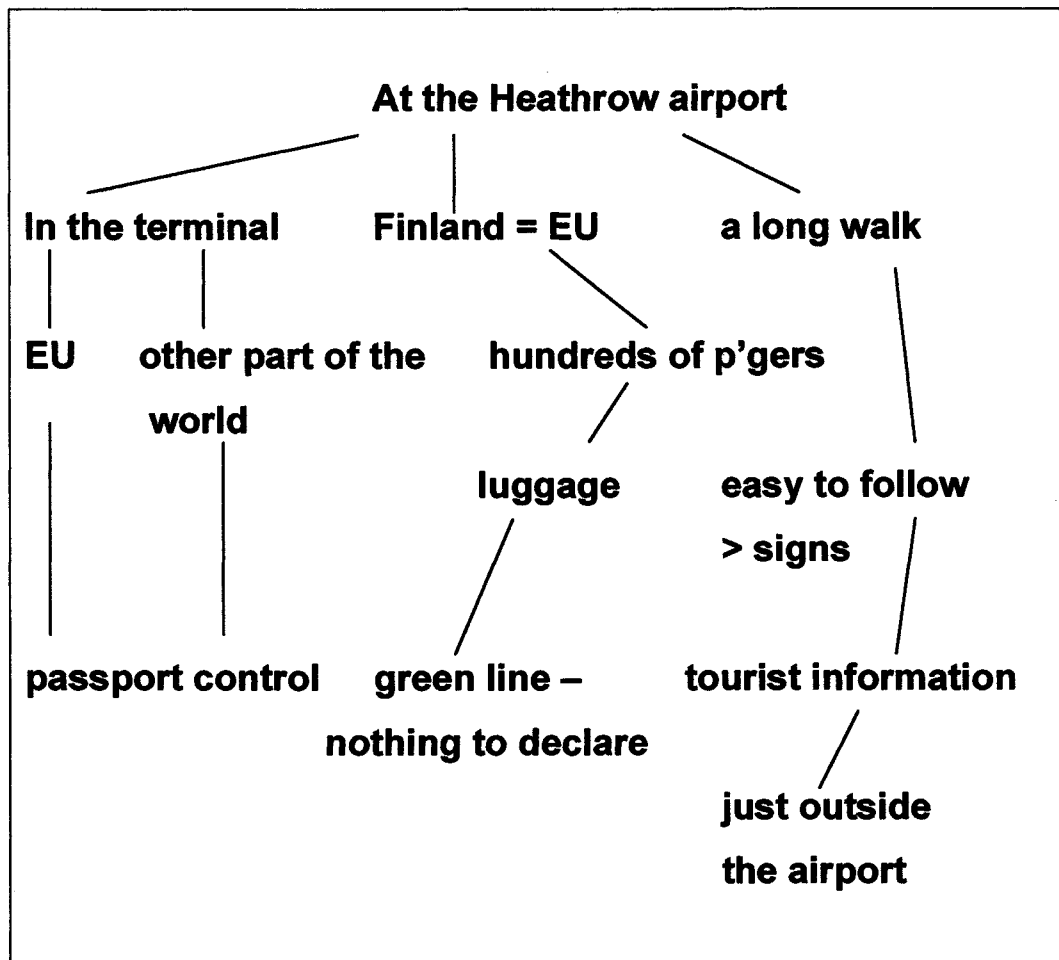 At the Heathrow airport
In the terminal
Finland = EU
a long walk
EU
other part of the
world
hundreds of p'gers
luggage
easy to follow
> signs
passport control
green line –
nothing to declare
tourist information
just outside
the airport